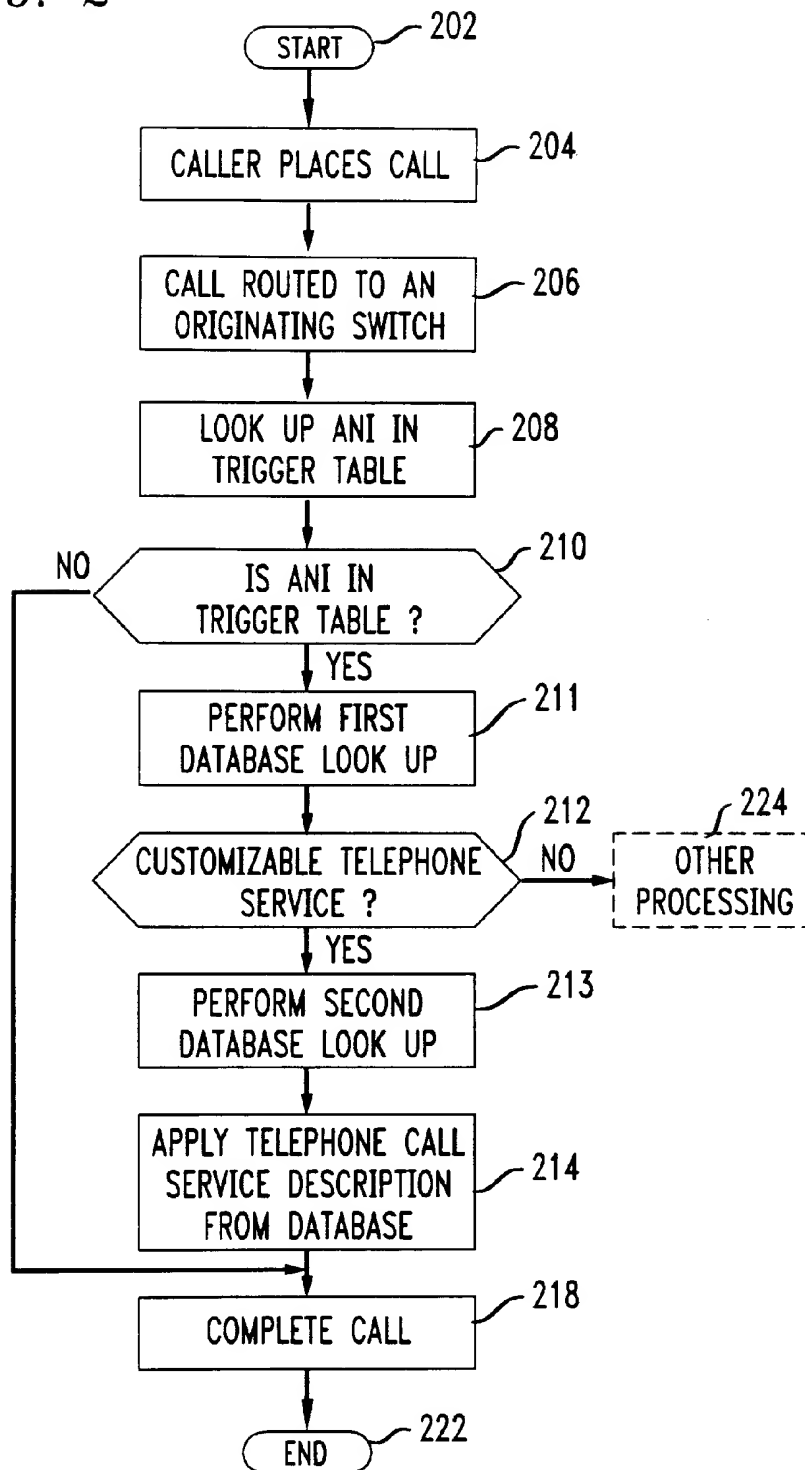 START
202
CALLER PLACES CALL
204
CALL ROUTED TO AN
ORIGINATING SWITCH
206
LOOK UP ANI IN
TRIGGER TABLE
208
IS ANI IN
TRIGGER TABLE ?
210
NO
YES
PERFORM FIRST
DATABASE LOOK UP
211
CUSTOMIZABLE TELEPHONE
SERVICE ?
212
NO
OTHER
PROCESSING
224
YES
PERFORM SECOND
DATABASE LOOK UP
213
APPLY TELEPHONE CALL
SERVICE DESCRIPTION
FROM DATABASE
214
COMPLETE CALL
218
END
222